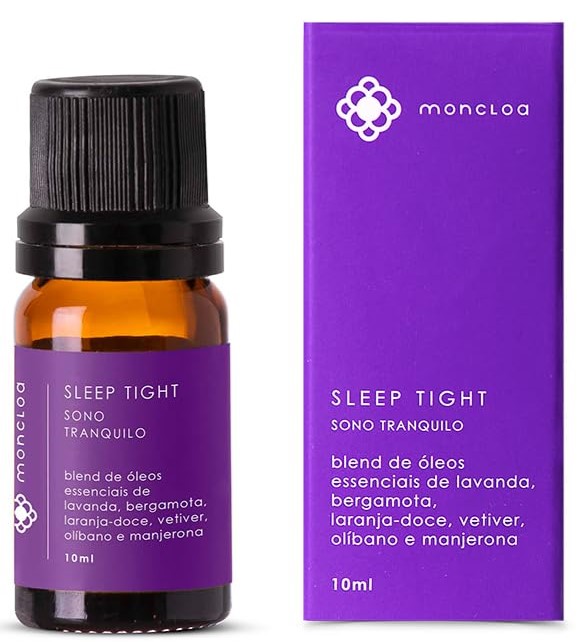 moncloa
SLEEP TIGHT
SONO
TRANQUILO
blend de óleos
essenciais de
lavanda, bergamota,
laranja-doce, vetiver,
olíbano e manjerona
10ml
moncloa
SLEEP TIGHT
SONO TRANQUILO
blend de óleos
essenciais de lavanda,
bergamota,
laranja-doce, vetiver,
olíbano e manjerona
10ml